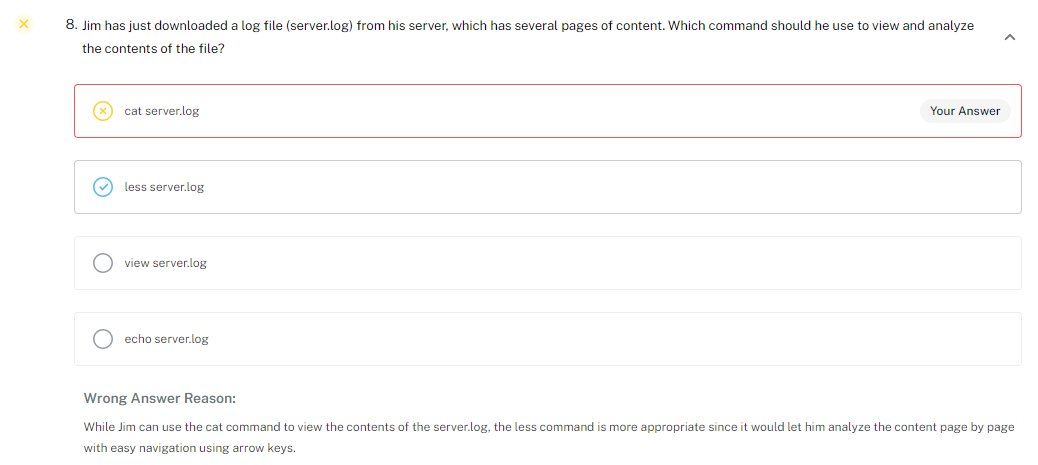 8. Jim has just downloaded a log file (server.log) from his server, which has several pages of content. Which command should he use to view and analyze
the contents of the file?
cat server.log
Your Answer
less server.log
view server.log
echo server.log
Wrong Answer Reason:
While Jim can use the cat command to view the contents of the server.log, the less command is more appropriate since it would let him analyze the content page by page
with easy navigation using arrow keys.